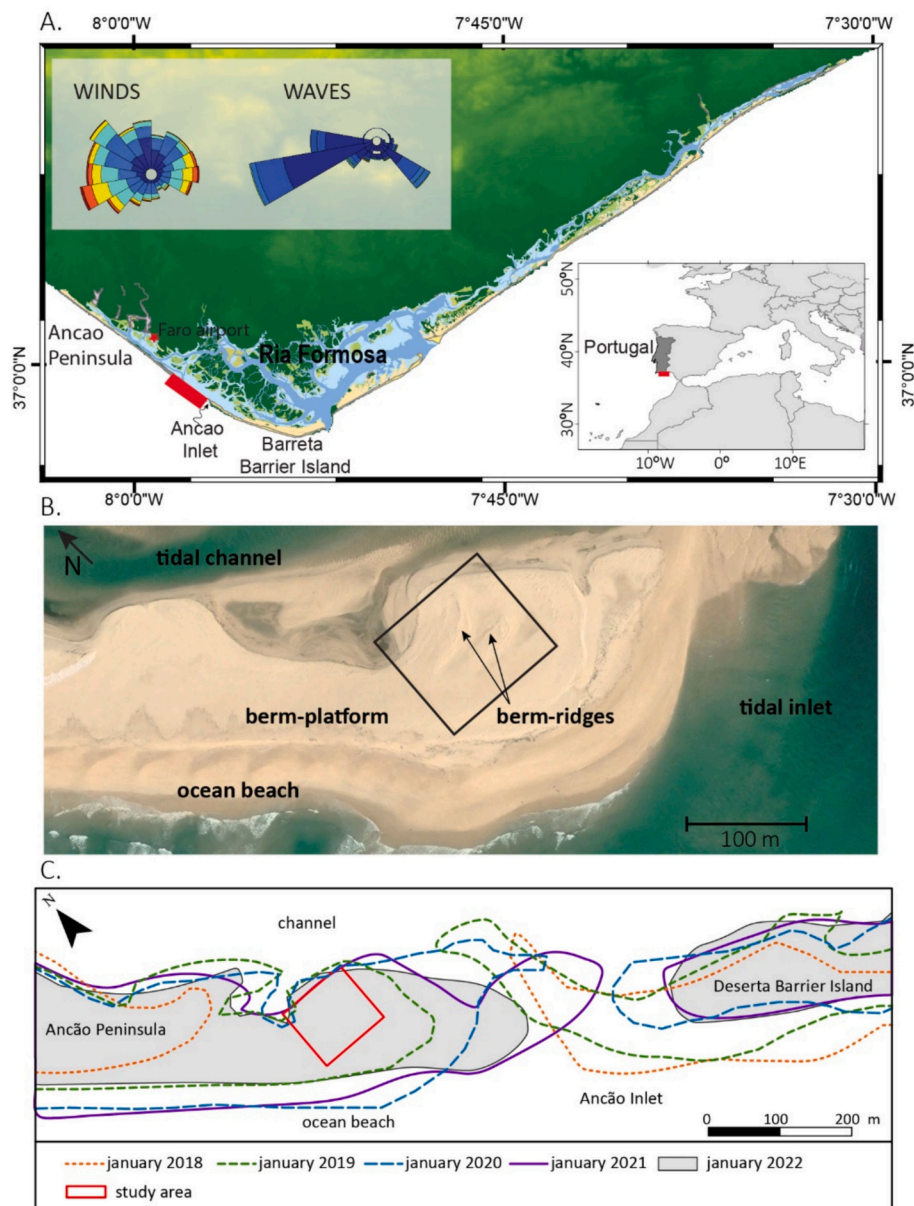 A.
8°0'0"W
7°45'0"W
7°30'0"W
WINDS
WAVES
Ancao
Peninsula
Faro airport
Ria Formosa
37°0'0"N
37°0'0"N
Ancao
Inlet
Barreta
Barrier Island
50°N
40°N
30°N
Portugal
10°W
0°
10°E
8°0'0"W
7°45'0"W
7°30'0"W
B.
N
tidal channel
berm-platform
berm-ridges
tidal inlet
ocean beach
100 m
C.
N
channel
Ancão Peninsula
Deserta Barrier Island
Ancão Inlet
ocean beach
0 100 200 m
january 2018 january 2019 january 2020 january 2021 january 2022
study area